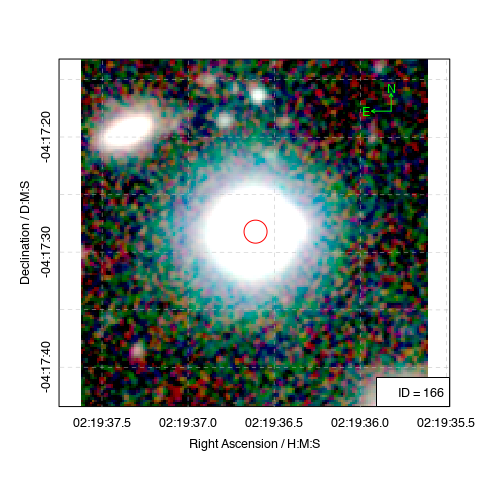 N
E
-04:17:20
-04:17:30
-04:17:40
Declination / D:M:S
ID = 166
02:19:37.5 02:19:37.0 02:19:36.5 02:19:36.0 02:19:35.5
Right Ascension / H:M:S